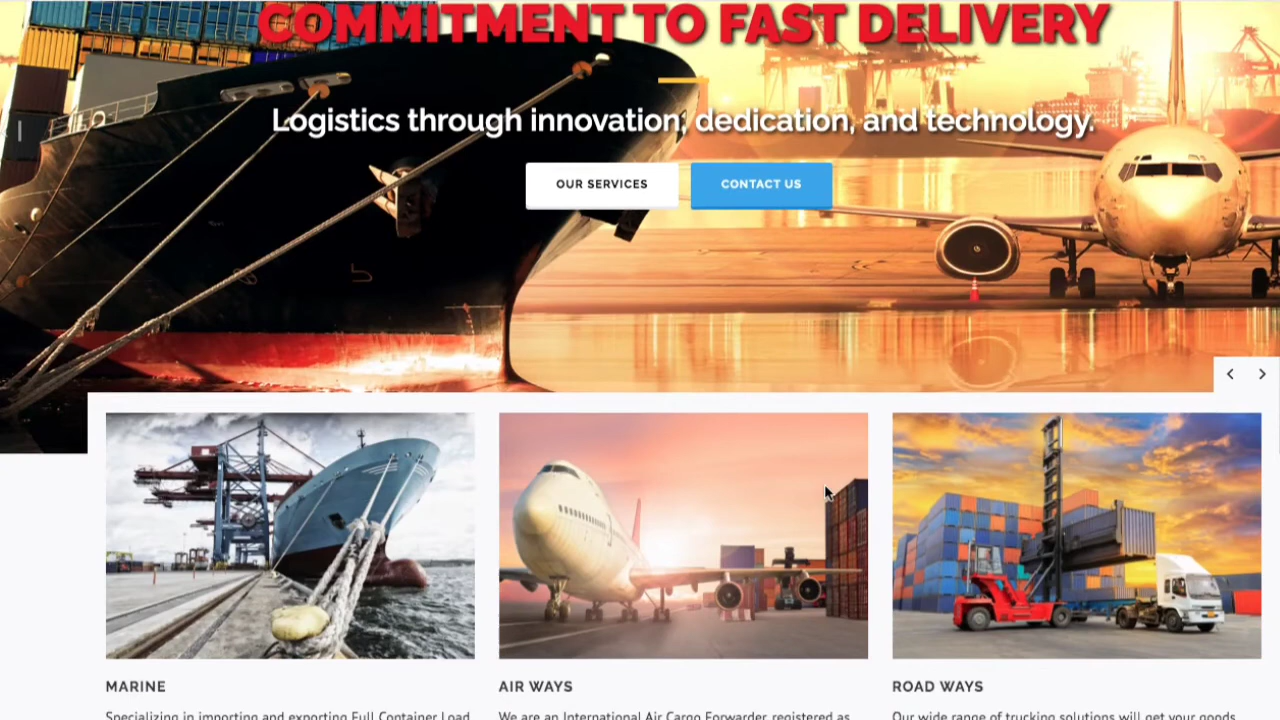 COMMITMENT TO FAST DELIVERY
Logistics through innovation, dedication, and technology.
OUR SERVICES
CONTACT US
MARINE
AIR WAYS
ROAD WAYS
Specializing in importing and exporting Full Container Load
We are an International Air Cargo Forwarder, registered as
Our wide range of trucking solutions will get your goods